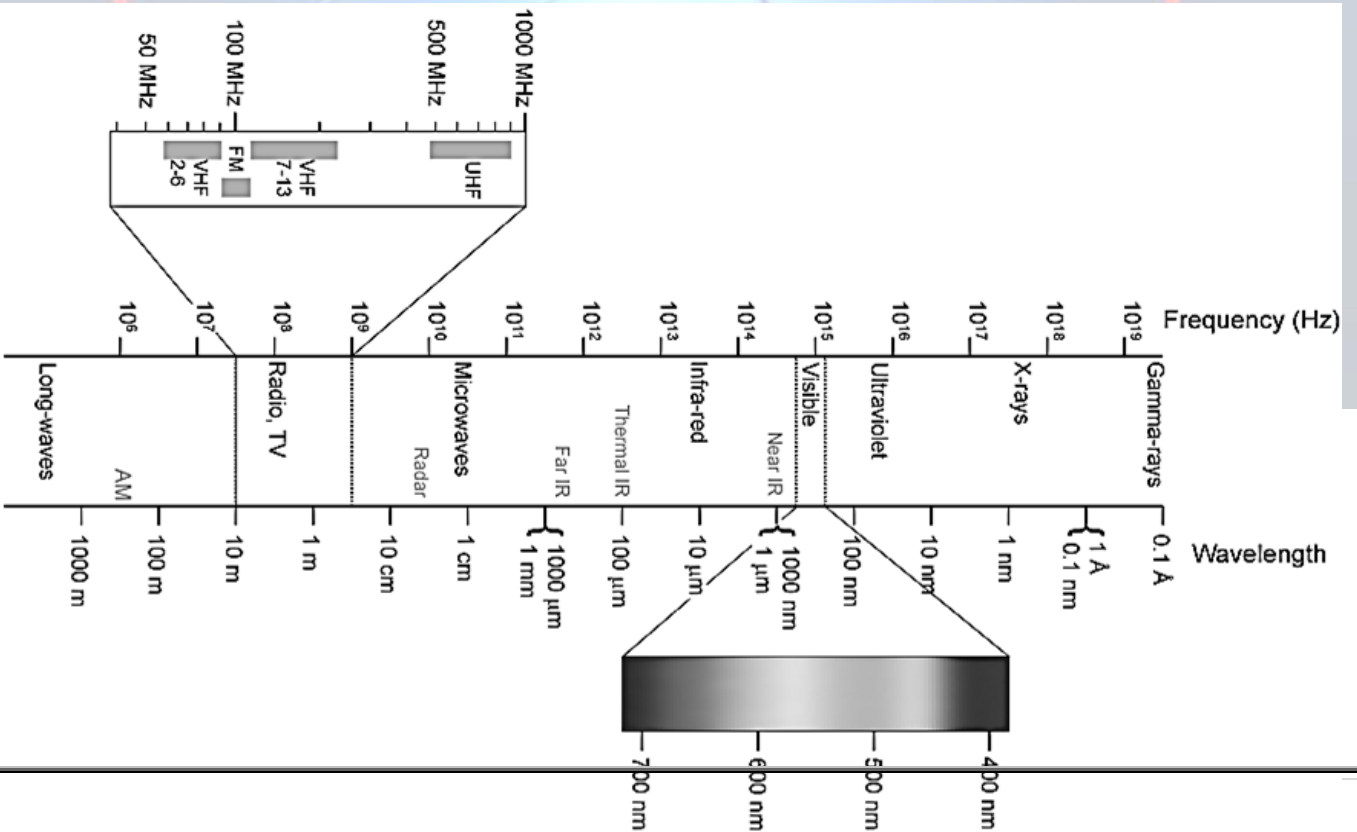 50 MHz
100 MHz
500 MHz
1000 MHz
VHF
2-6
FM
VHF
7-13
UHF
10⁶
10⁷
10⁸
10⁹
10¹⁰
10¹¹
10¹²
10¹³
10¹⁴
10¹⁵
10¹⁶
10¹⁷
10¹⁸
10¹⁹
Frequency (Hz)
Long-waves
AM
Radio, TV
Radar
Microwaves
Far IR
Thermal IR
Infra-red
Near IR
Visible
Ultraviolet
X-rays
Gamma-rays
1000 m
100 m
10 m
1 m
10 cm
1 cm
1000 µm
1 mm
100 µm
10 µm
1000 nm
1 µm
100 nm
10 nm
1 nm
1 Å
0.1 nm
0.1 Å
Wavelength
700 nm
600 nm
500 nm
400 nm